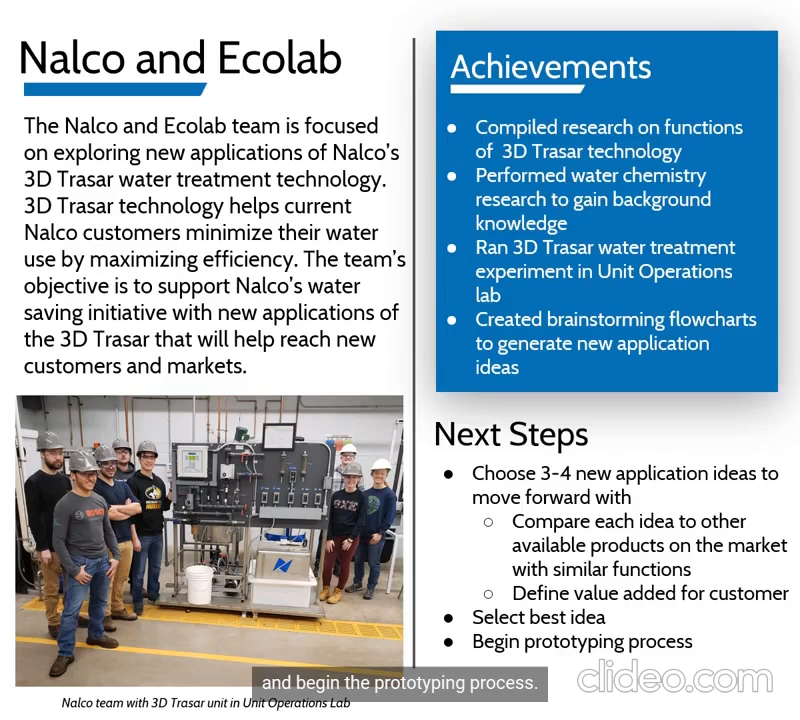 Nalco and Ecolab
The Nalco and Ecolab team is focused
on exploring new applications of Nalco's
3D Trasar water treatment technology.
3D Trasar technology helps current
Nalco customers minimize their water
use by maximizing efficiency. The team's
objective is to support Nalco's water
saving initiative with new applications of
the 3D Trasar that will help reach new
customers and markets.
BOSCH
Nalco team with 3D Trasar unit in Unit Operations Lab
Achievements
● Compiled research on functions
of 3D Trasar technology
● Performed water chemistry
research to gain background
knowledge
● Ran 3D Trasar water treatment
experiment in Unit Operations
lab
● Created brainstorming flowcharts
to generate new application
ideas
Next Steps
● Choose 3-4 new application ideas to
move forward with
○ Compare each idea to other
available products on the market
with similar functions
○ Define value added for customer
● Select best idea
● Begin prototyping process
and begin the prototyping process.
clideo.com